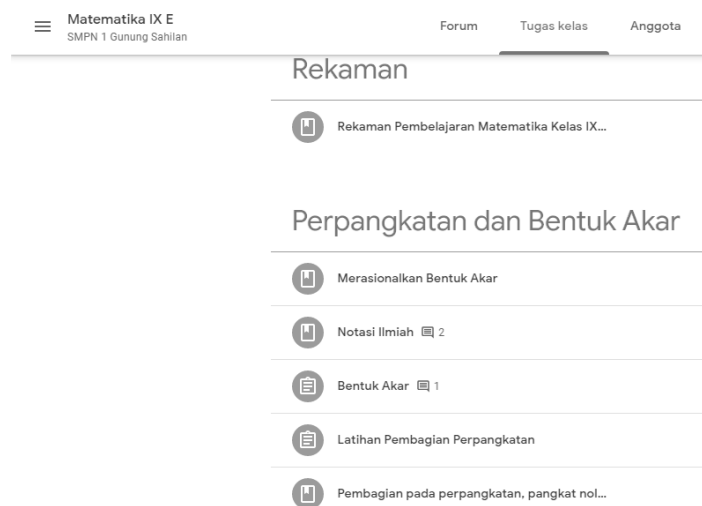 Matematika IX E
SMPN 1 Gunung Sahilan
Forum
Tugas kelas
Anggota
Rekaman
Rekaman Pembelajaran Matematika Kelas IX...
Perpangkatan dan Bentuk Akar
Merasionalkan Bentuk Akar
Notasi Ilmiah 2
Bentuk Akar 1
Latihan Pembagian Perpangkatan
Pembagian pada perpangkatan, pangkat nol...